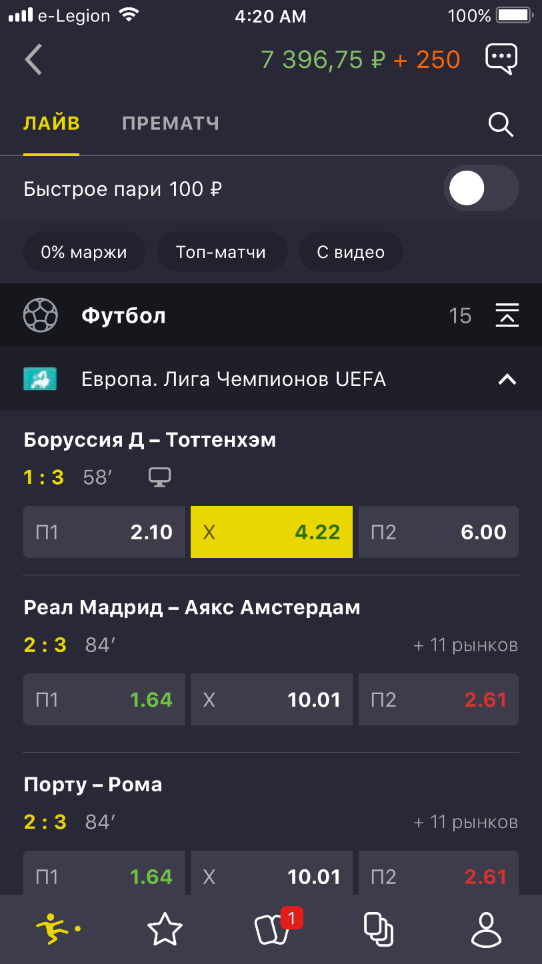 e-Legion 4:20 AM 100%
7 396,75 ₽ + 250
ЛАЙВ ПРЕМАТЧ
Быстрое пари 100 ₽
0% маржи Топ-матчи С видео
Футбол 15
Европа. Лига Чемпионов UEFA
Боруссия Д – Тоттенхэм
1 : 3 58’
П1 2.10 X 4.22 П2 6.00
Реал Мадрид – Аякс Амстердам
2 : 3 84’ + 11 рынков
П1 1.64 X 10.01 П2 2.61
Порту – Рома
2 : 3 84’ + 11 рынков
П1 1.64 X 10.01 П2 2.61
1